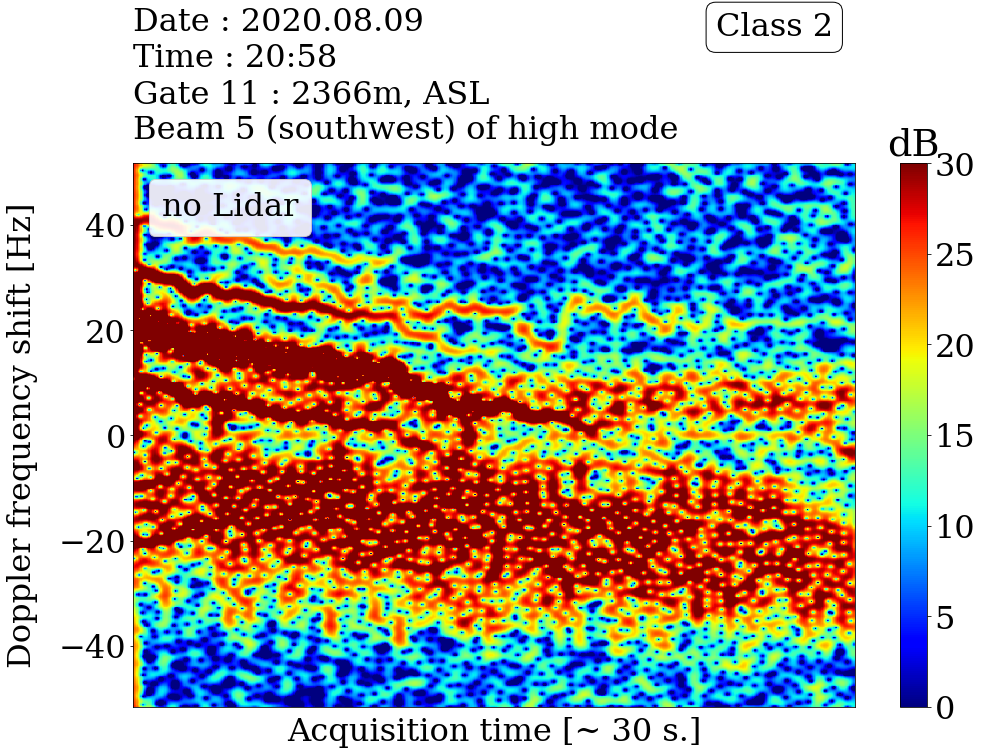 Date : 2020.08.09
Time : 20:58
Gate 11 : 2366m, ASL
Beam 5 (southwest) of high mode
Class 2
dB
no Lidar
Doppler frequency shift [Hz]
40
20
0
−20
−40
30
25
20
15
10
5
0
Acquisition time [~ 30 s.]